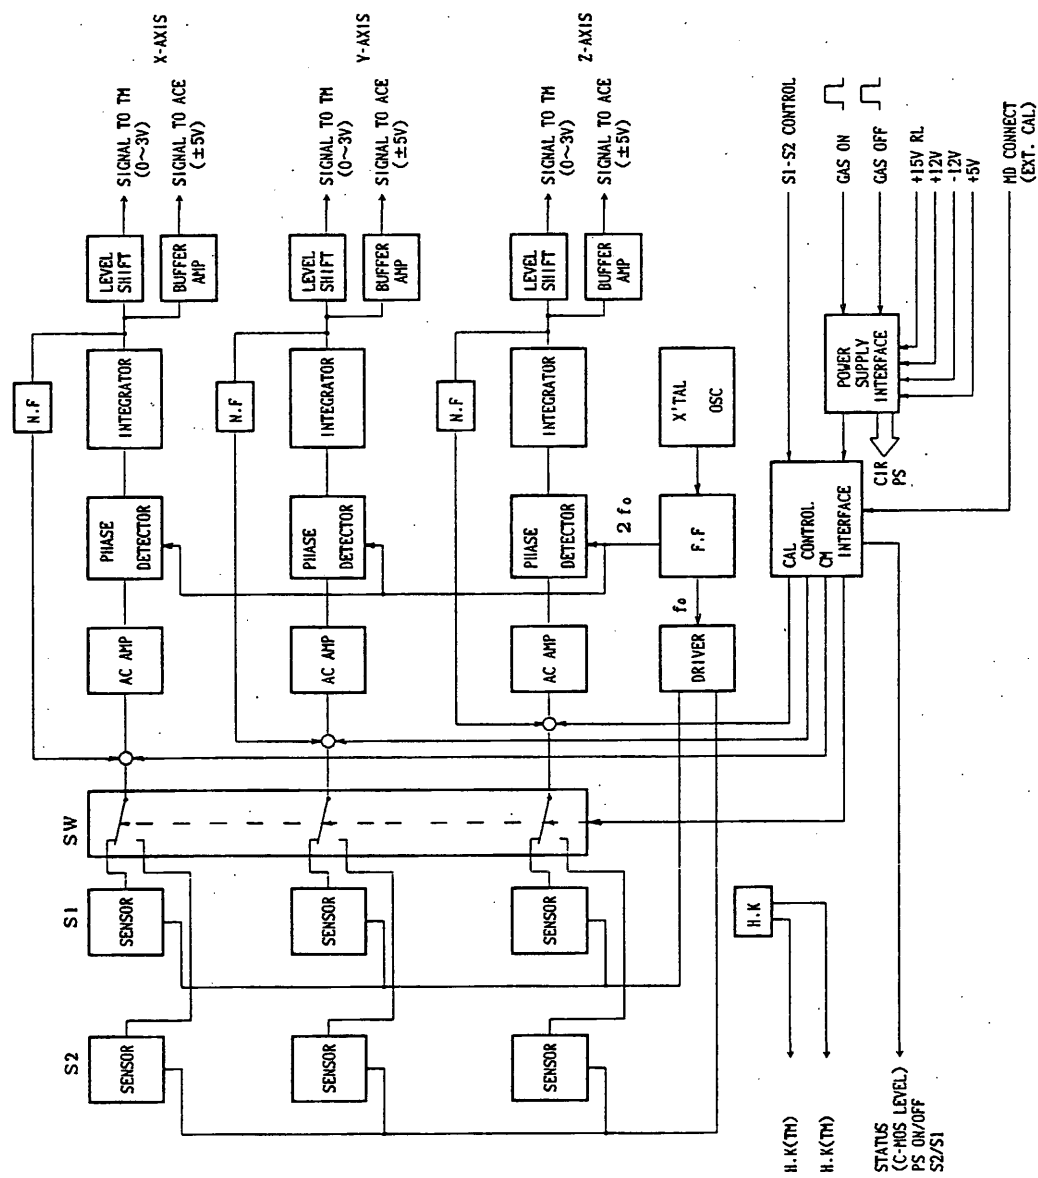 S2
S1
SW
SENSOR
SENSOR
AC AMP
PHASE
DETECTOR
INTEGRATOR
N.F
LEVEL
SHIFT
BUFFER
AMP
SIGNAL TO TM
(0~3V)
SIGNAL TO ACE
(±5V)
X-AXIS
SENSOR
SENSOR
AC AMP
PHASE
DETECTOR
INTEGRATOR
N.F
LEVEL
SHIFT
BUFFER
AMP
SIGNAL TO TM
(0~3V)
SIGNAL TO ACE
(±5V)
Y-AXIS
SENSOR
SENSOR
AC AMP
PHASE
DETECTOR
INTEGRATOR
N.F
LEVEL
SHIFT
BUFFER
AMP
SIGNAL TO TM
(0~3V)
SIGNAL TO ACE
(±5V)
Z-AXIS
DRIVER
f0
F.F
2f0
X'TAL
OSC
H.K
H.K(TM)
H.K(TM)
STATUS
(C-MOS LEVEL)
PS ON/OFF
S2/S1
CAL
CONTROL
CM
INTERFACE
CIR
PS
POWER
SUPPLY
INTERFACE
S1-S2 CONTROL
GAS ON
GAS OFF
+15V RL
+12V
-12V
+5V
MD CONNECT
(EXT. CAL)